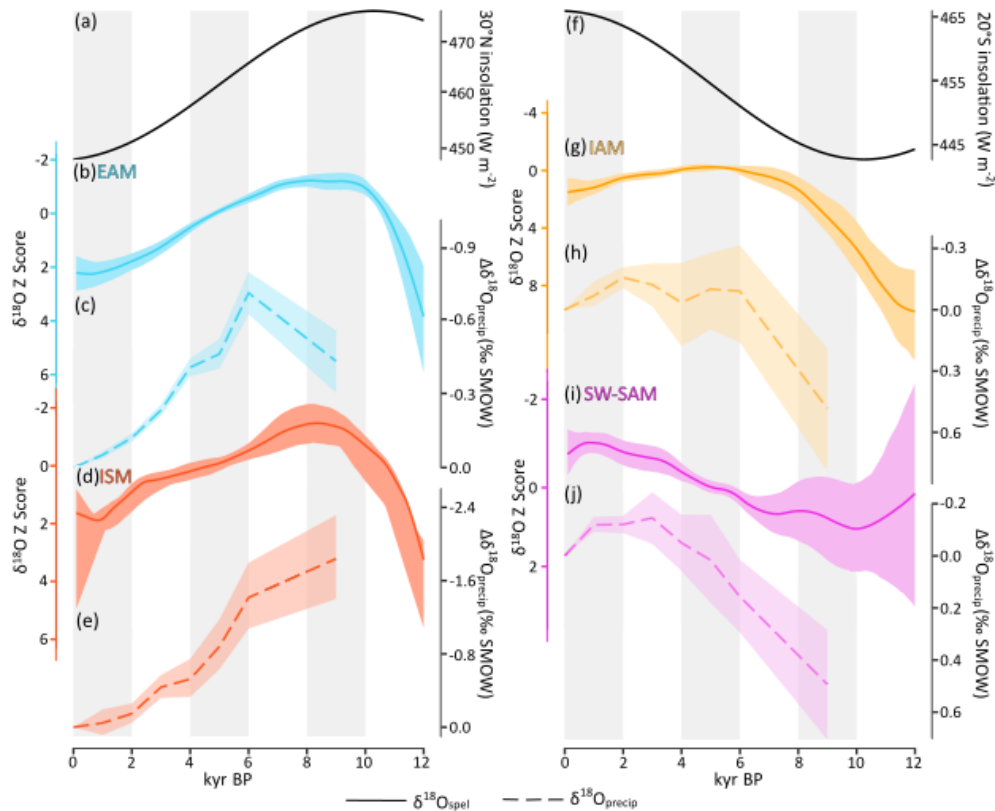 (a)
470
460
450
30°N insolation (W m⁻²)
(b) EAM
-2
0
2
4
6
δ¹⁸O Z Score
(c)
-0.9
-0.6
-0.3
0.0
Δδ¹⁸Oprecip(‰ SMOW)
(d) ISM
-2
0
2
4
6
δ¹⁸O Z Score
(e)
-2.4
-1.6
-0.8
0.0
Δδ¹⁸Oprecip(‰ SMOW)
0 2 4 6 8 10 12
kyr BP
(f)
465
455
445
20°S insolation (W m⁻²)
(g) IAM
-4
0
4
8
δ¹⁸O Z Score
(h)
-0.3
0.0
0.3
0.6
Δδ¹⁸Oprecip(‰ SMOW)
(i) SW-SAM
-2
0
2
δ¹⁸O Z Score
(j)
-0.2
-0.0
0.2
0.4
0.6
Δδ¹⁸Oprecip(‰ SMOW)
0 2 4 6 8 10 12
kyr BP
δ¹⁸Ospel δ¹⁸Oprecip